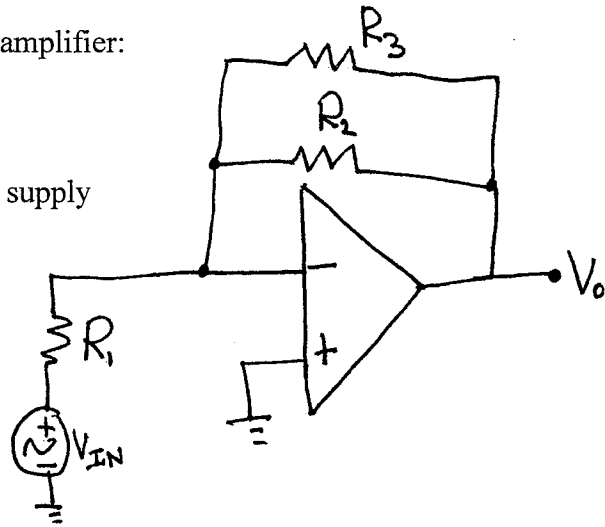 amplifier:
R3
R2
supply
−
V0
+
R1
+
−
VIN